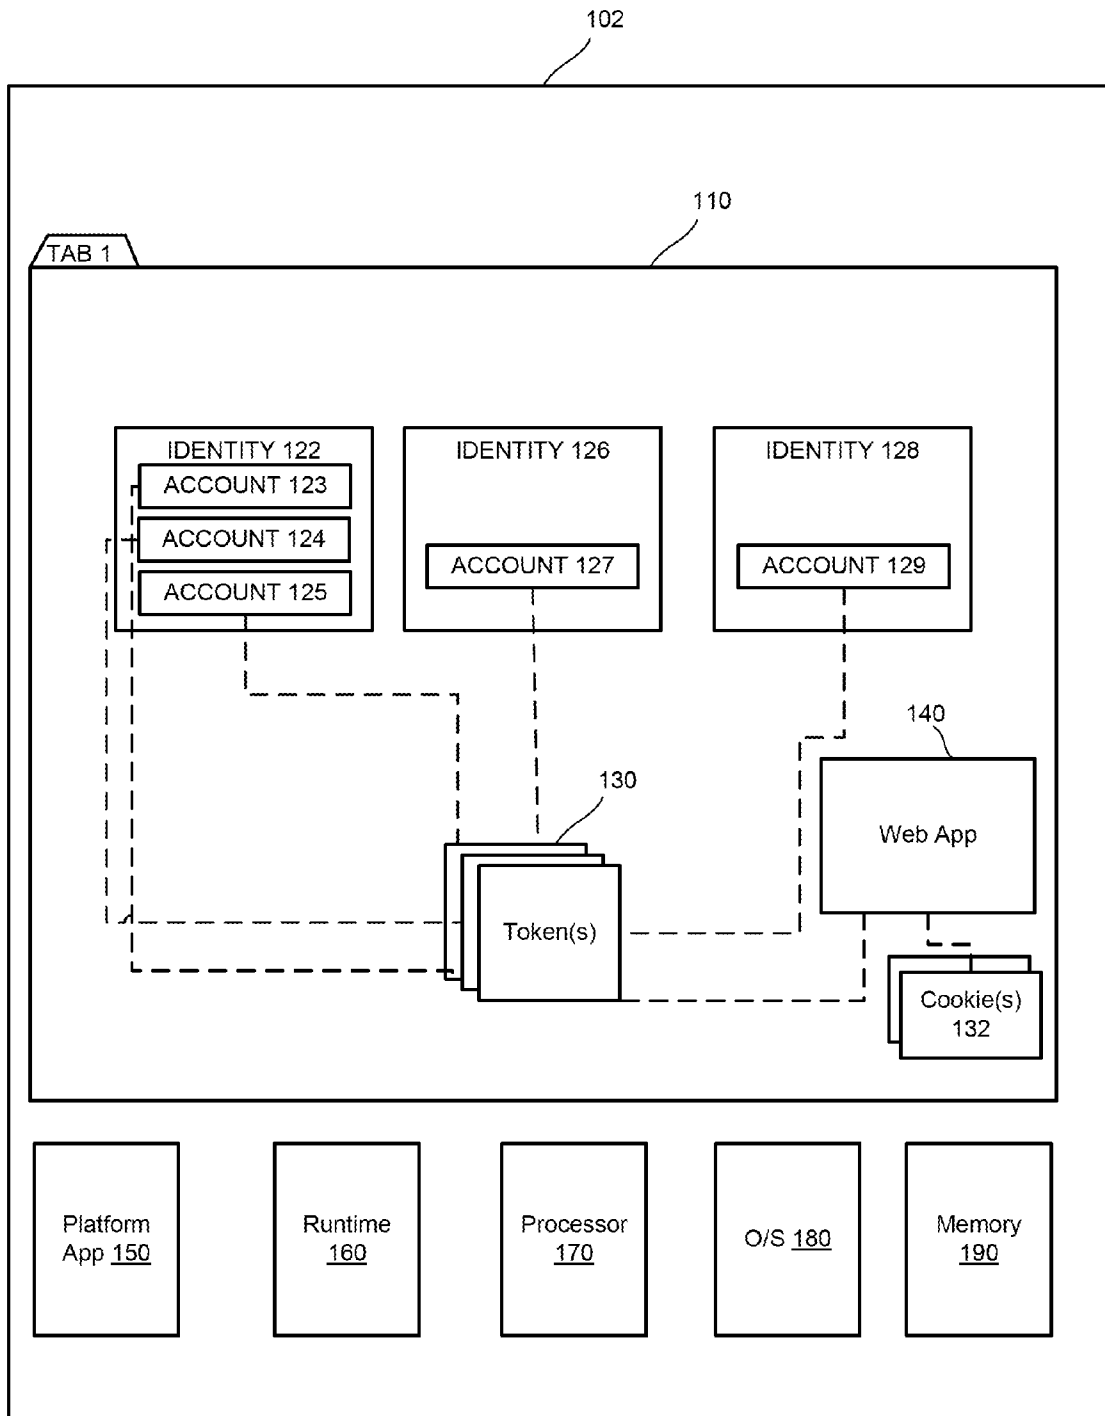 102
110
TAB 1
IDENTITY 122
ACCOUNT 123
ACCOUNT 124
ACCOUNT 125
IDENTITY 126
ACCOUNT 127
IDENTITY 128
ACCOUNT 129
140
Web App
130
Token(s)
Cookie(s)
132
Platform
App 150
Runtime
160
Processor
170
O/S 180
Memory
190